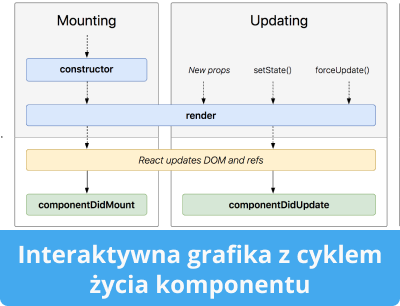 Mounting
Updating
constructor
New props
setState()
forceUpdate()
render
React updates DOM and refs
componentDidMount
componentDidUpdate
Interaktywna grafika z cyklem
życia komponentu